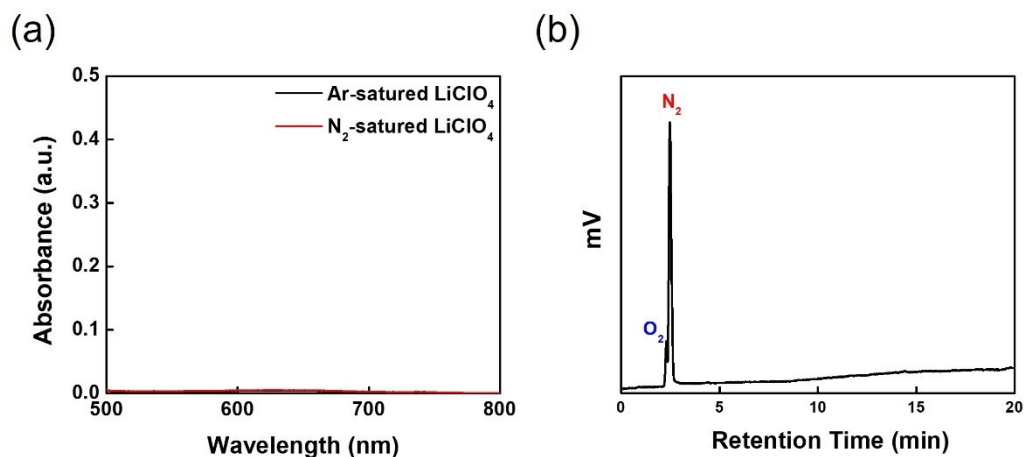 (a)
(b)
0.5
0.4
0.3
0.2
0.1
0.0
Absorbance (a.u.)
Ar-satured LiClO₄
N₂-satured LiClO₄
500
600
700
800
Wavelength (nm)
mV
N₂
O₂
0
5
10
15
20
Retention Time (min)